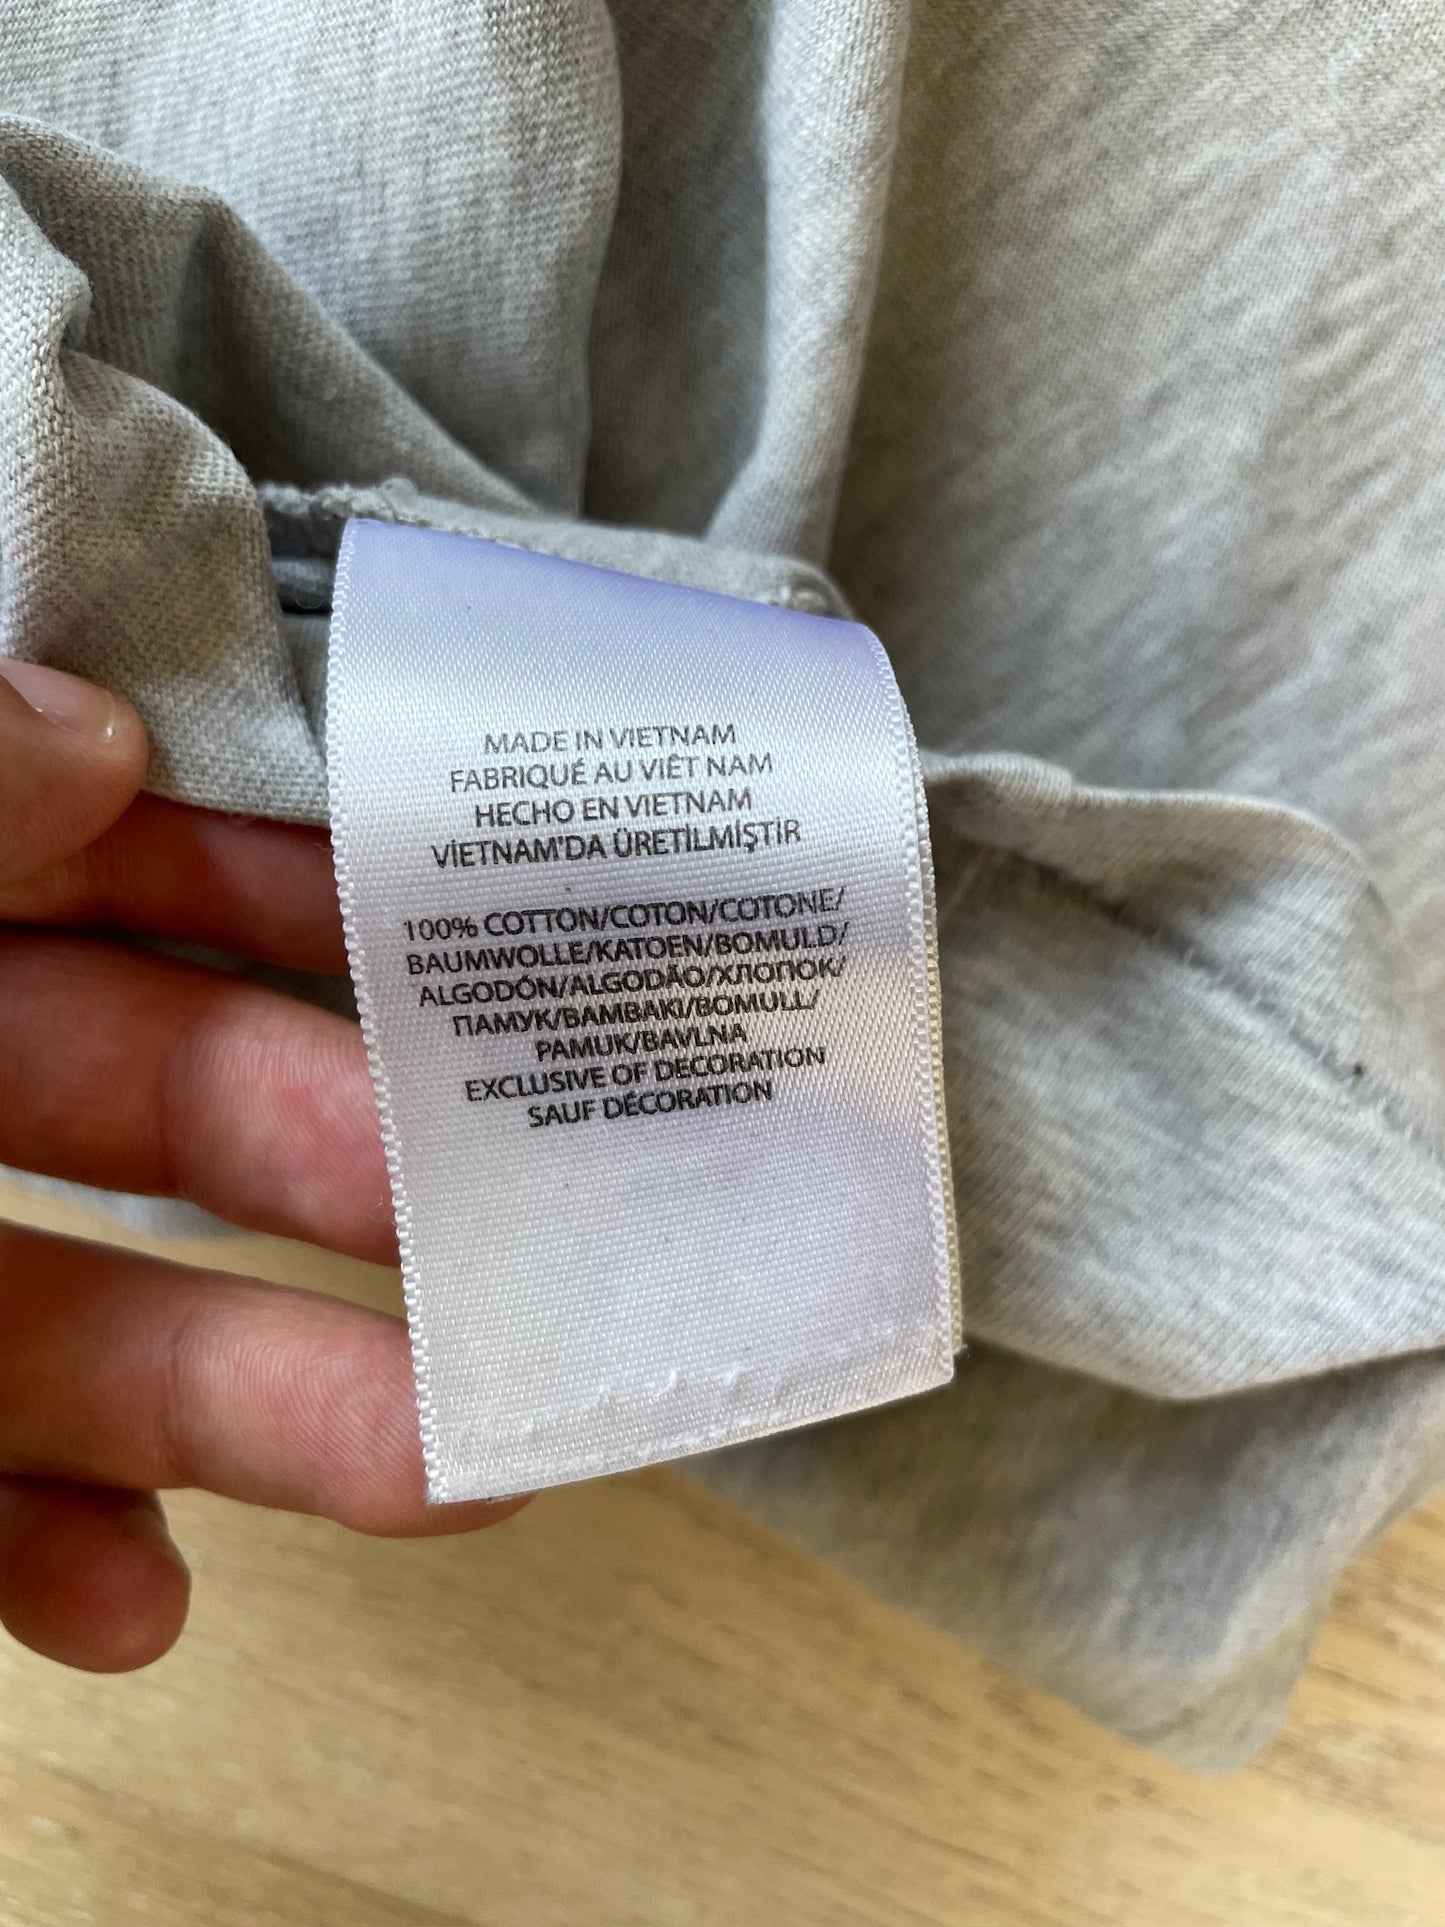 MADE IN VIETNAM
FABRIQUÉ AU VIÊT NAM
HECHO EN VIETNAM
VİETNAM'DA ÜRETİLMİŞTİR
100% COTTON/COTON/COTONE/
BAUMWOLLE/KATOEN/BOMULD/
ALGODÓN/ALGODÃO/ХЛОПОК/
ПАМУК/BAMBAKI/BOMULL/
PAMUK/BAVLNA
EXCLUSIVE OF DECORATION
SAUF DÉCORATION